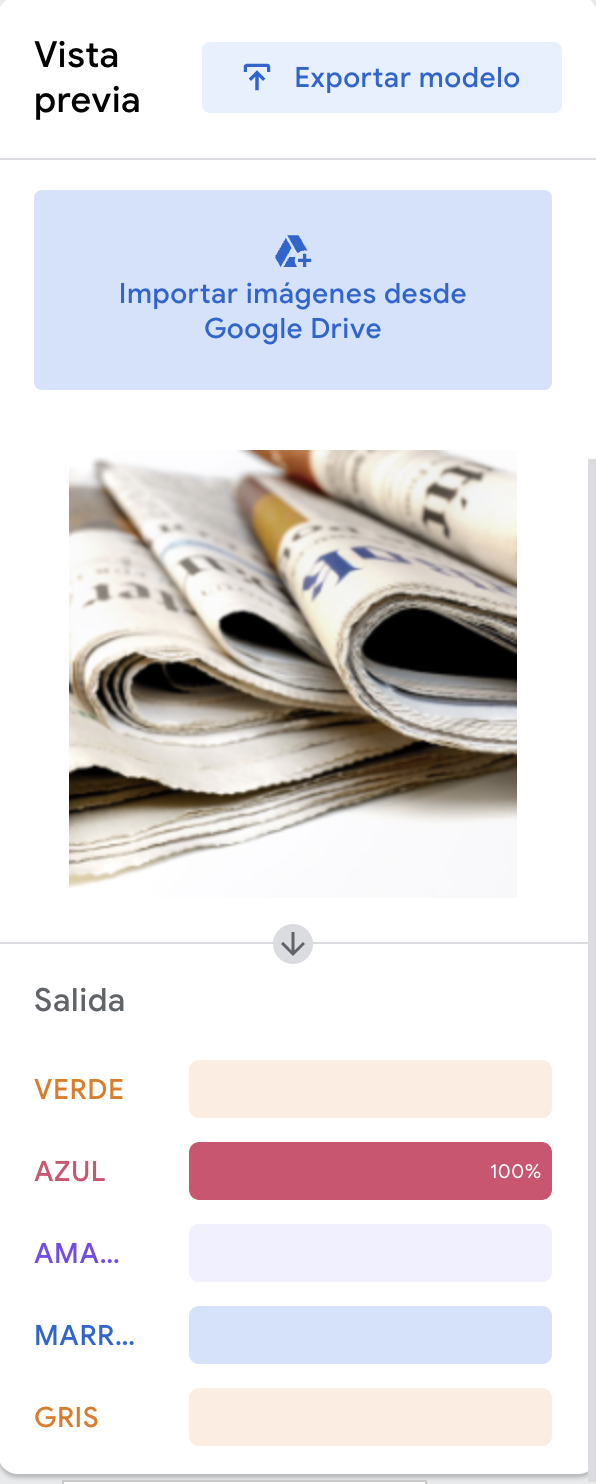 Vista
previa
Exportar modelo
Importar imágenes desde
Google Drive
Salida
VERDE
AZUL
100%
AMA...
MARR...
GRIS